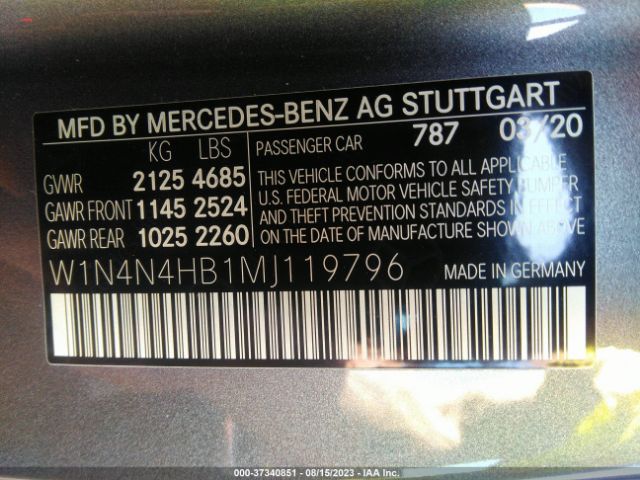 MFD BY MERCEDES-BENZ AG STUTTGART
KG LBS PASSENGER CAR 787 03/20
GVWR 2125 4685
GAWR FRONT 1145 2524
GAWR REAR 1025 2260
THIS VEHICLE CONFORMS TO ALL APPLICABLE
U.S. FEDERAL MOTOR VEHICLE SAFETY BUMPER
AND THEFT PREVENTION STANDARDS IN EFFECT
ON THE DATE OF MANUFACTURE SHOWN ABOVE
W1N4N4HB1MJ119796 MADE IN GERMANY
000-37340851 - 08/15/2023 - IAA Inc.